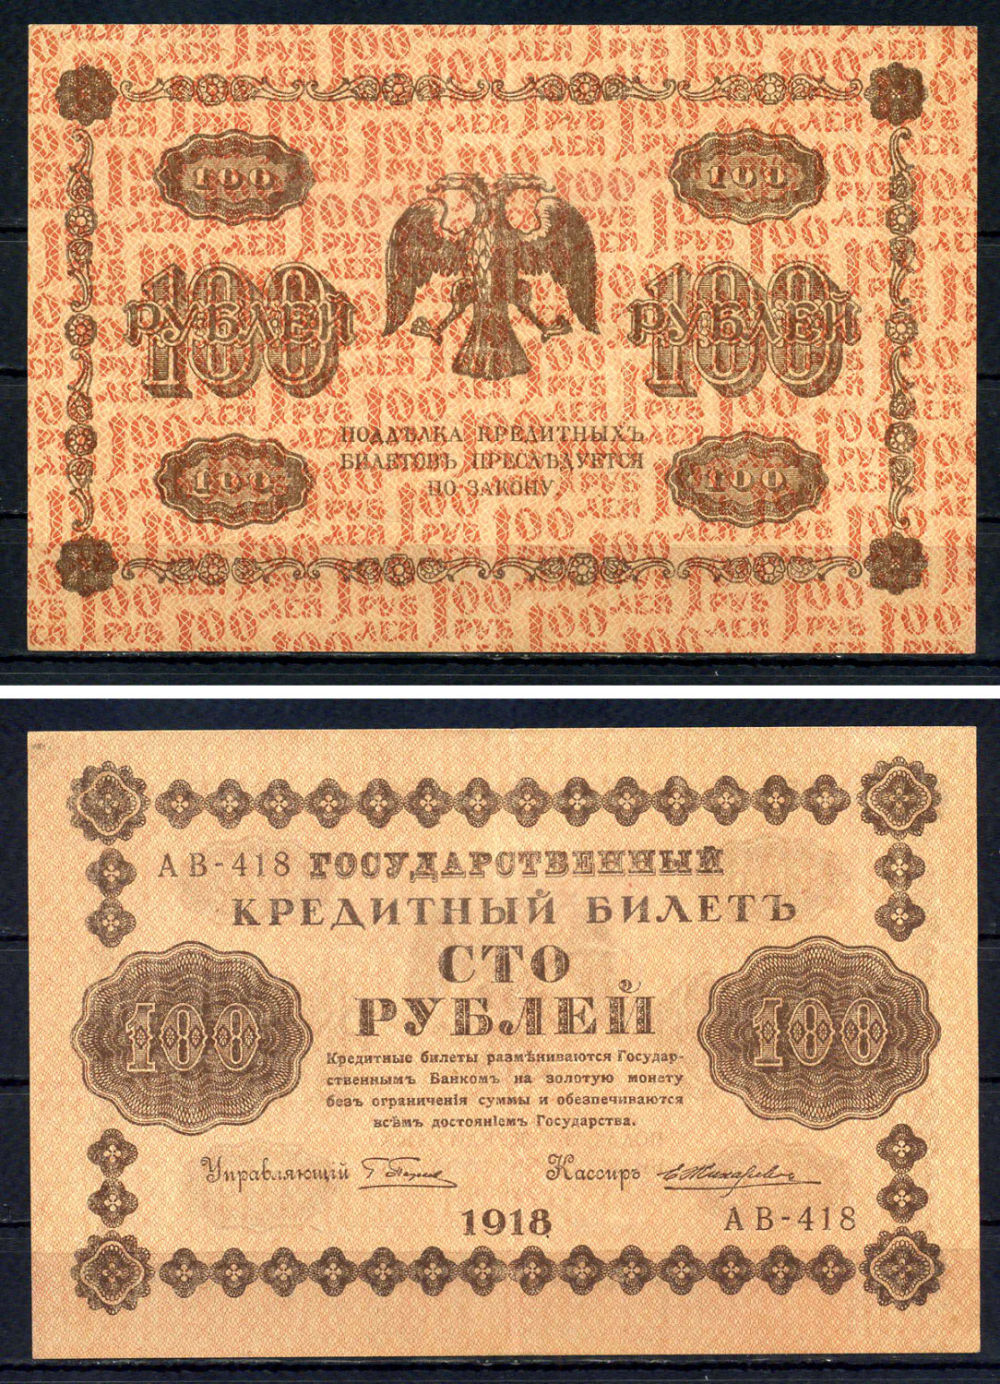 100 100
100 РУБЛЕЙ 100 РУБЛЕЙ
ПОДДѢЛКА КРЕДИТНЫХЪ
БИЛЕТОВЪ ПРЕСЛѢДУЕТСЯ
ПО ЗАКОНУ.
100 100
АВ-418 ГОСУДАРСТВЕННЫЙ
КРЕДИТНЫЙ БИЛЕТЪ
СТО
РУБЛЕЙ
100 100
Кредитные билеты размѣниваются Государ-
ственнымъ Банкомъ на золотую монету
безъ ограниченія суммы и обезпечиваются
всѣмъ достояніемъ Государства.
Управляющій Кассиръ
1918 АВ-418